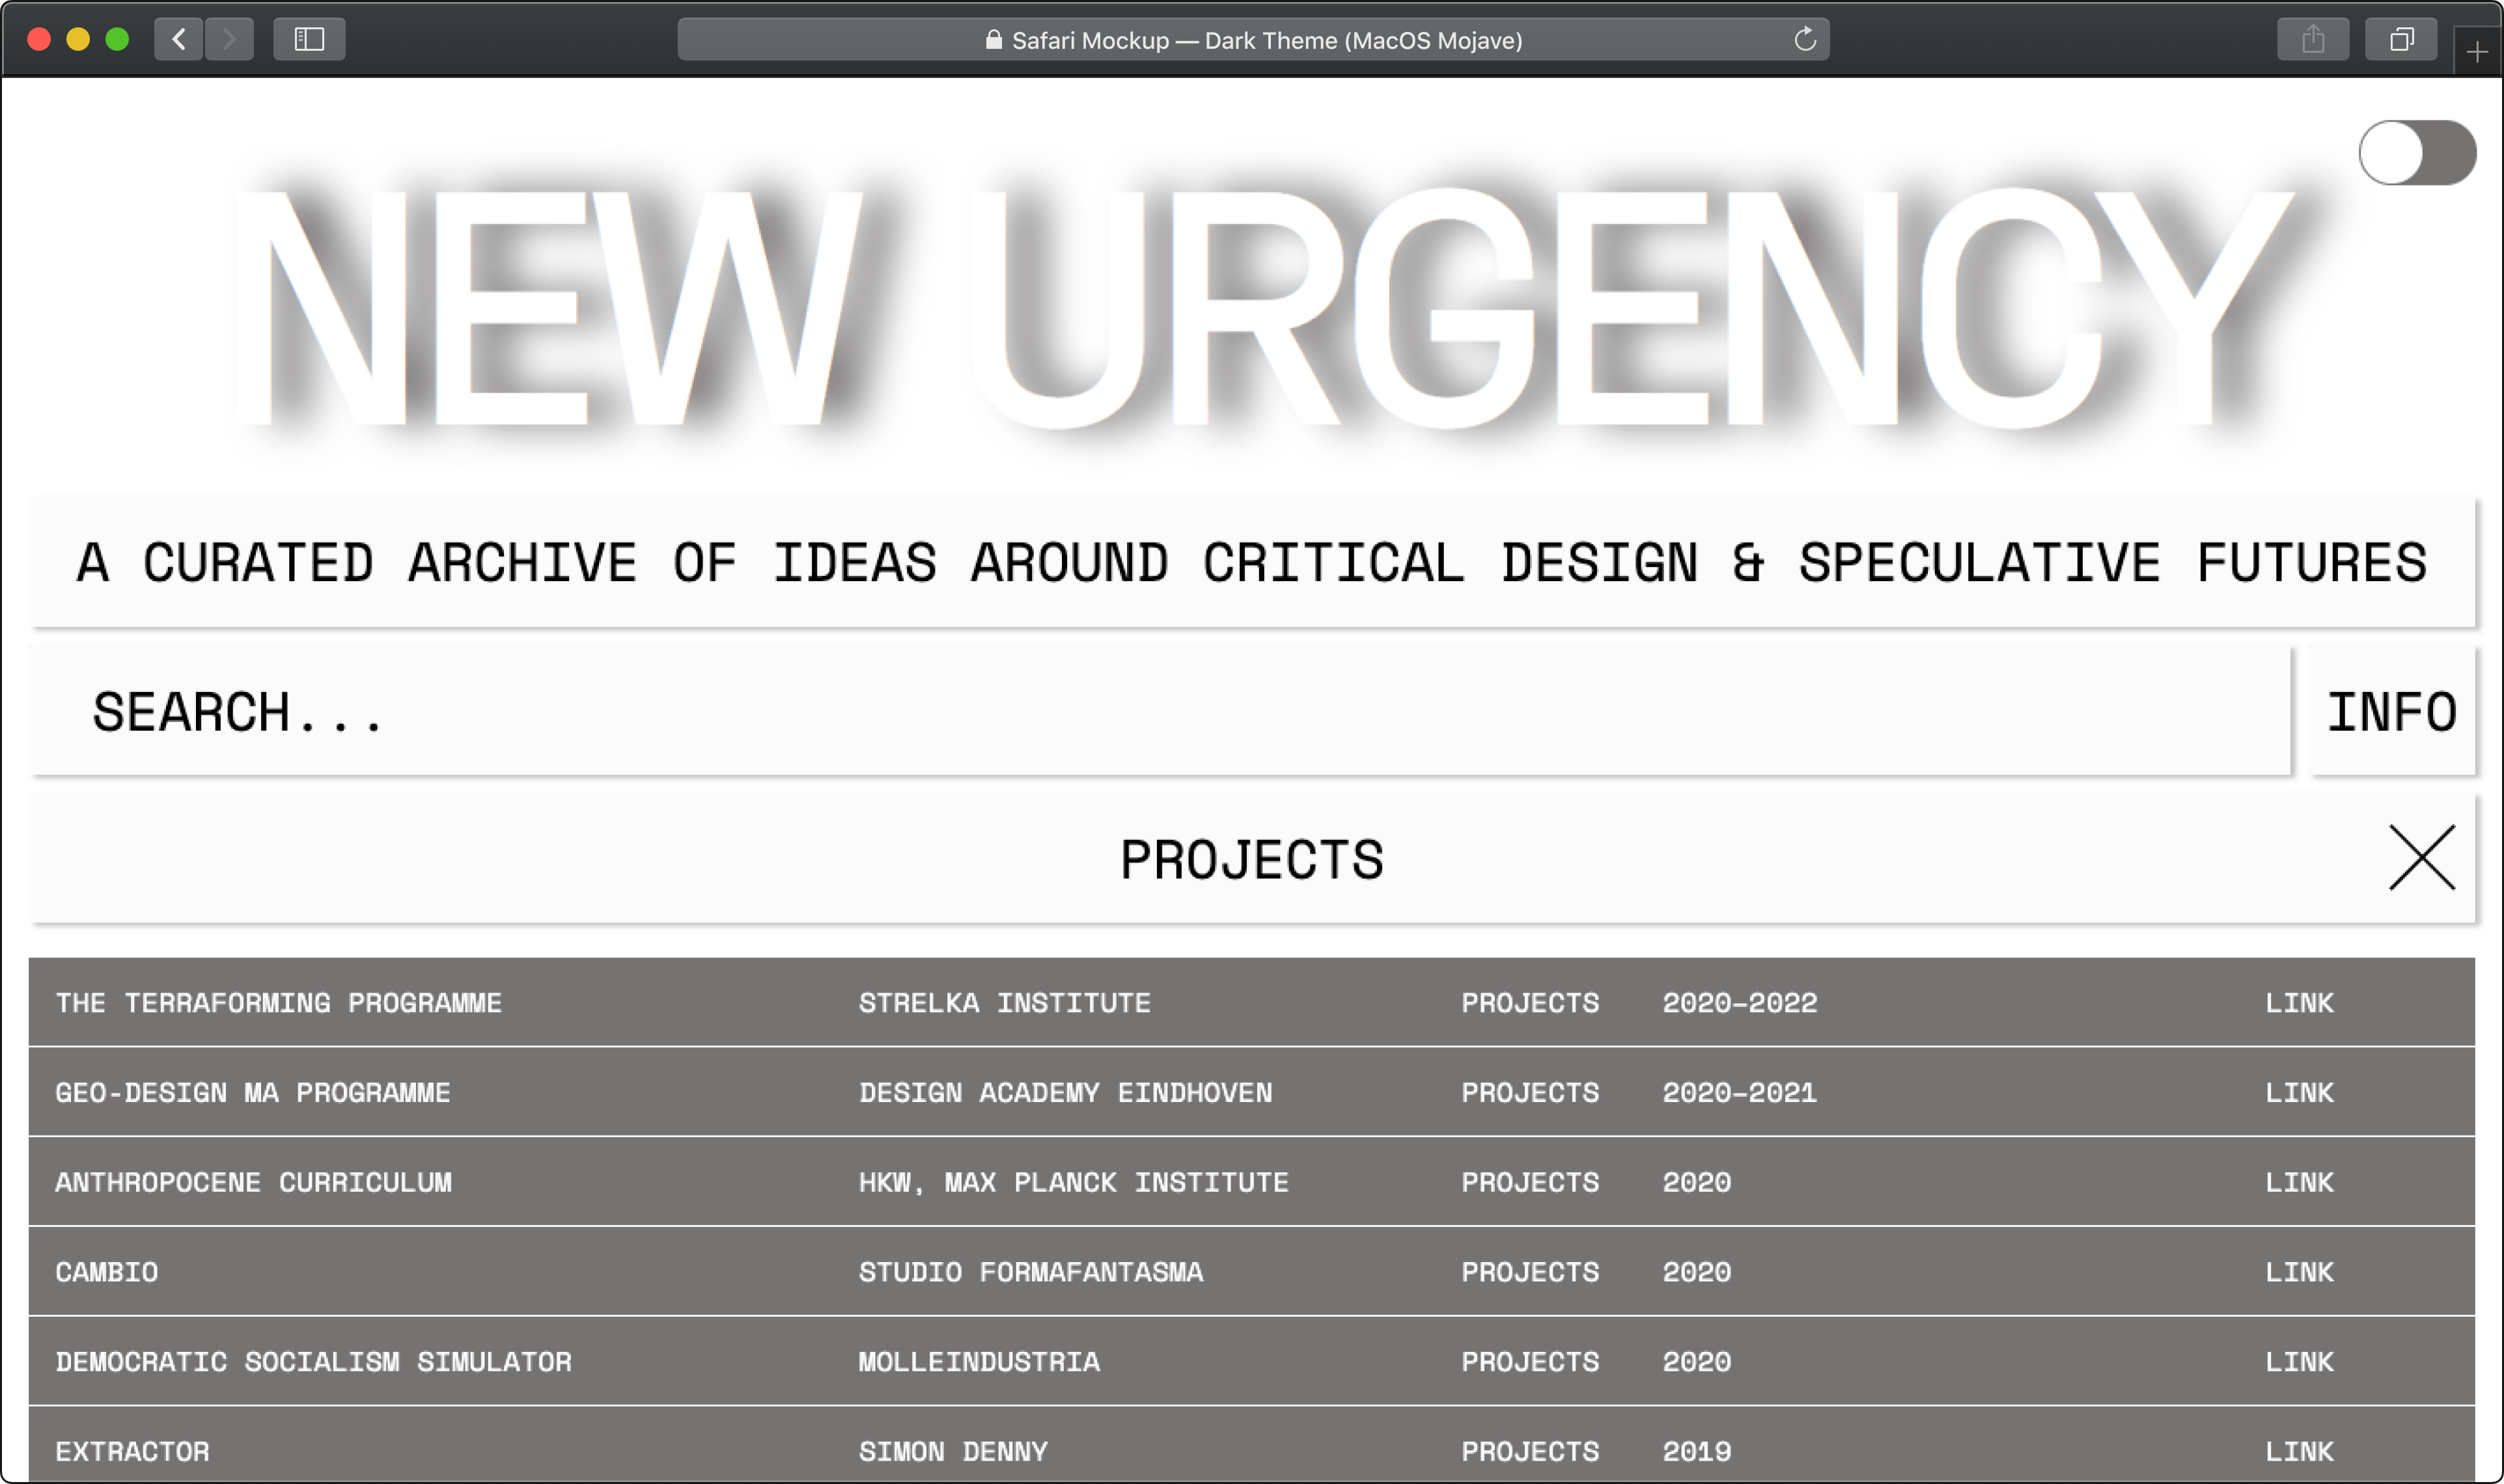 Safari Mockup — Dark Theme (MacOS Mojave)
NEW URGENCY
A CURATED ARCHIVE OF IDEAS AROUND CRITICAL DESIGN & SPECULATIVE FUTURES
SEARCH... INFO
PROJECTS
THE TERRAFORMING PROGRAMME STRELKA INSTITUTE PROJECTS 2020–2022 LINK
GEO-DESIGN MA PROGRAMME DESIGN ACADEMY EINDHOVEN PROJECTS 2020–2021 LINK
ANTHROPOCENE CURRICULUM HKW, MAX PLANCK INSTITUTE PROJECTS 2020 LINK
CAMBIO STUDIO FORMAFANTASMA PROJECTS 2020 LINK
DEMOCRATIC SOCIALISM SIMULATOR MOLLEINDUSTRIA PROJECTS 2020 LINK
EXTRACTOR SIMON DENNY PROJECTS 2019 LINK